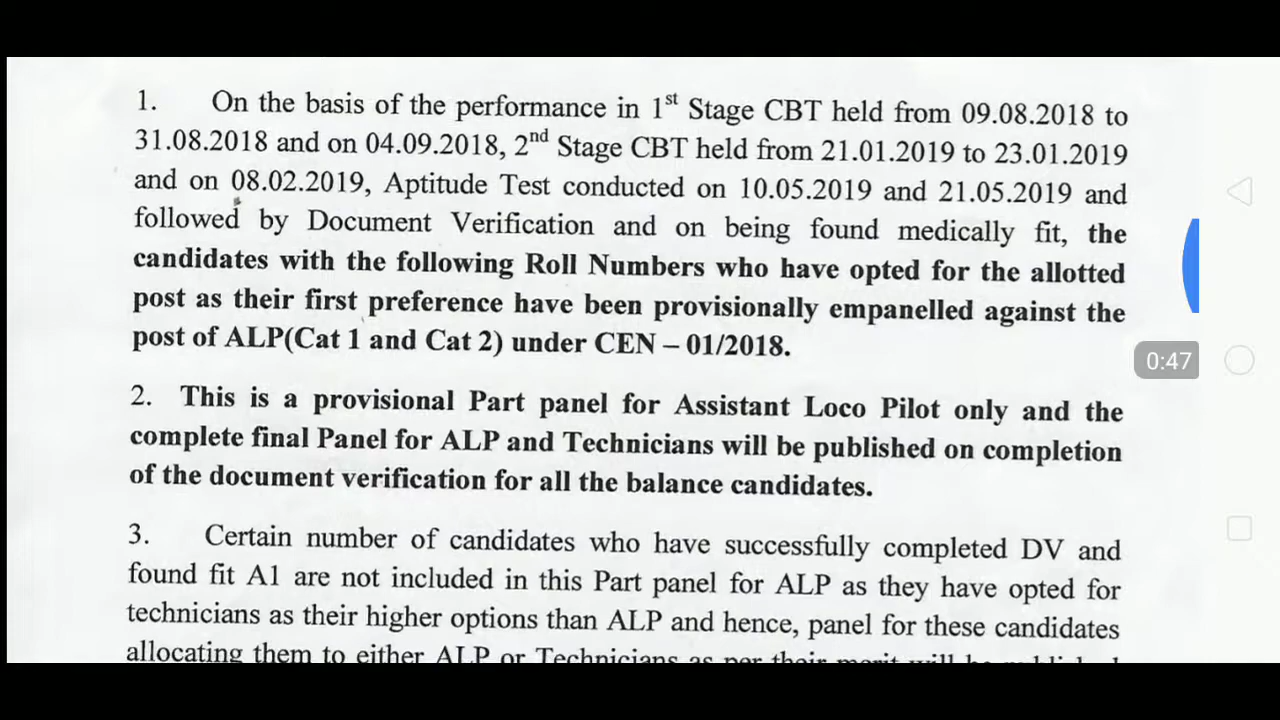 1. On the basis of the performance in 1st Stage CBT held from 09.08.2018 to
31.08.2018 and on 04.09.2018, 2nd Stage CBT held from 21.01.2019 to 23.01.2019
and on 08.02.2019, Aptitude Test conducted on 10.05.2019 and 21.05.2019 and
followed by Document Verification and on being found medically fit, the
candidates with the following Roll Numbers who have opted for the allotted
post as their first preference have been provisionally empanelled against the
post of ALP(Cat 1 and Cat 2) under CEN – 01/2018.
0:47
2. This is a provisional Part panel for Assistant Loco Pilot only and the
complete final Panel for ALP and Technicians will be published on completion
of the document verification for all the balance candidates.
3. Certain number of candidates who have successfully completed DV and
found fit A1 are not included in this Part panel for ALP as they have opted for
technicians as their higher options than ALP and hence, panel for these candidates
allocating them to either ALP or Technicians as per their merit will be published